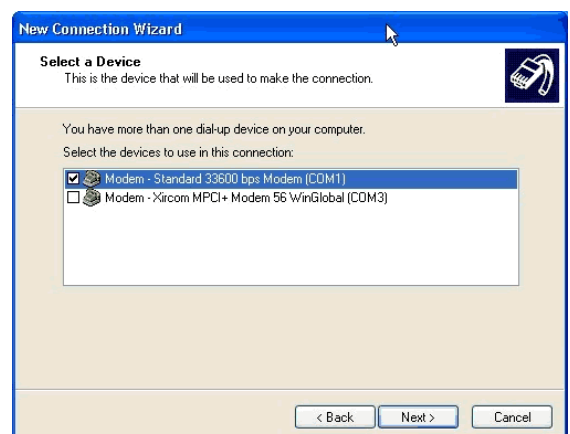 New Connection Wizard
Select a Device
This is the device that will be used to make the connection.
You have more than one dial-up device on your computer.
Select the devices to use in this connection:
Modem - Standard 33600 bps Modem (COM1)
Modem - Xircom MPCI+ Modem 56 WinGlobal (COM3)
< Back Next > Cancel